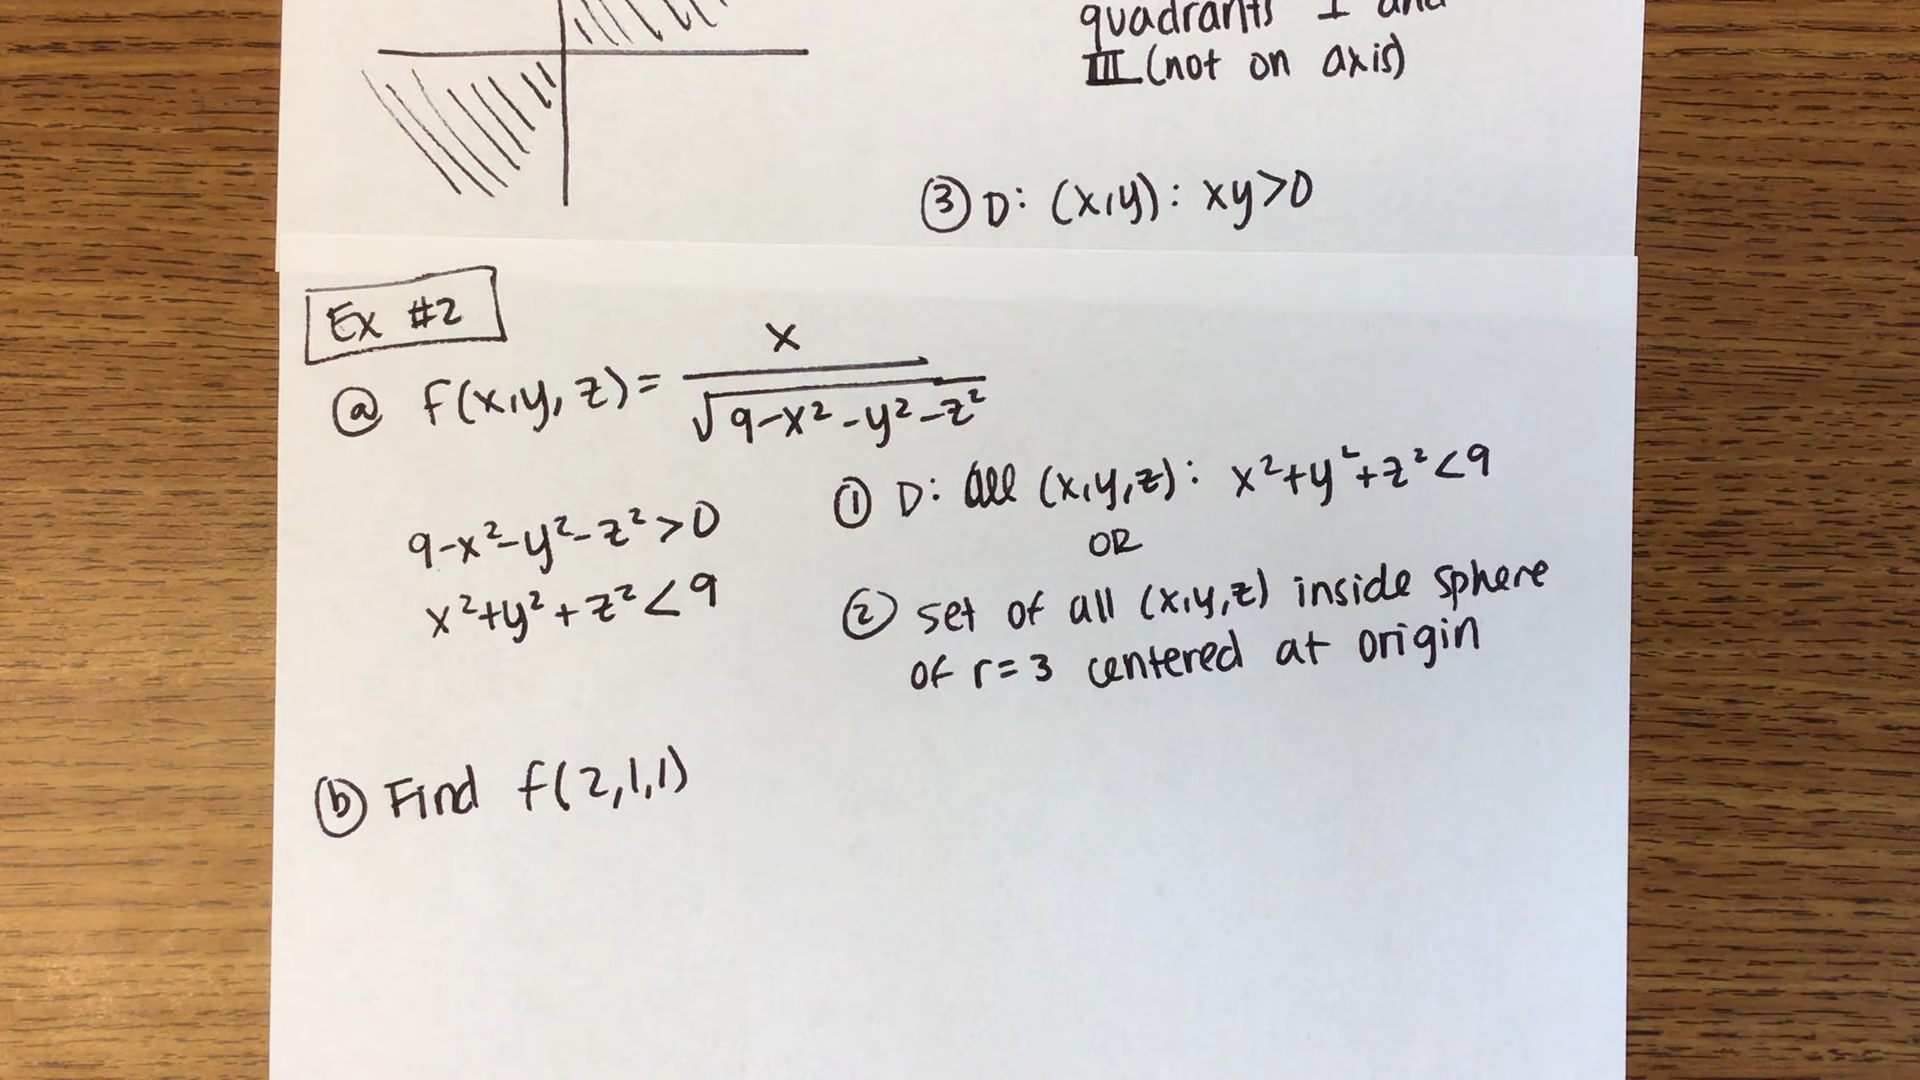 quadrants I and
III (not on axis)
③ D: (x,y): xy>0
Ex #2
ⓐ f(x,y,z) = x / √(9-x²-y²-z²)
① D: All (x,y,z): x²+y²+z²<9
9-x²-y²-z²>0
OR
x²+y²+z²<9
② set of all (x,y,z) inside sphere
of r=3 centered at origin
ⓑ Find f(2,1,1)